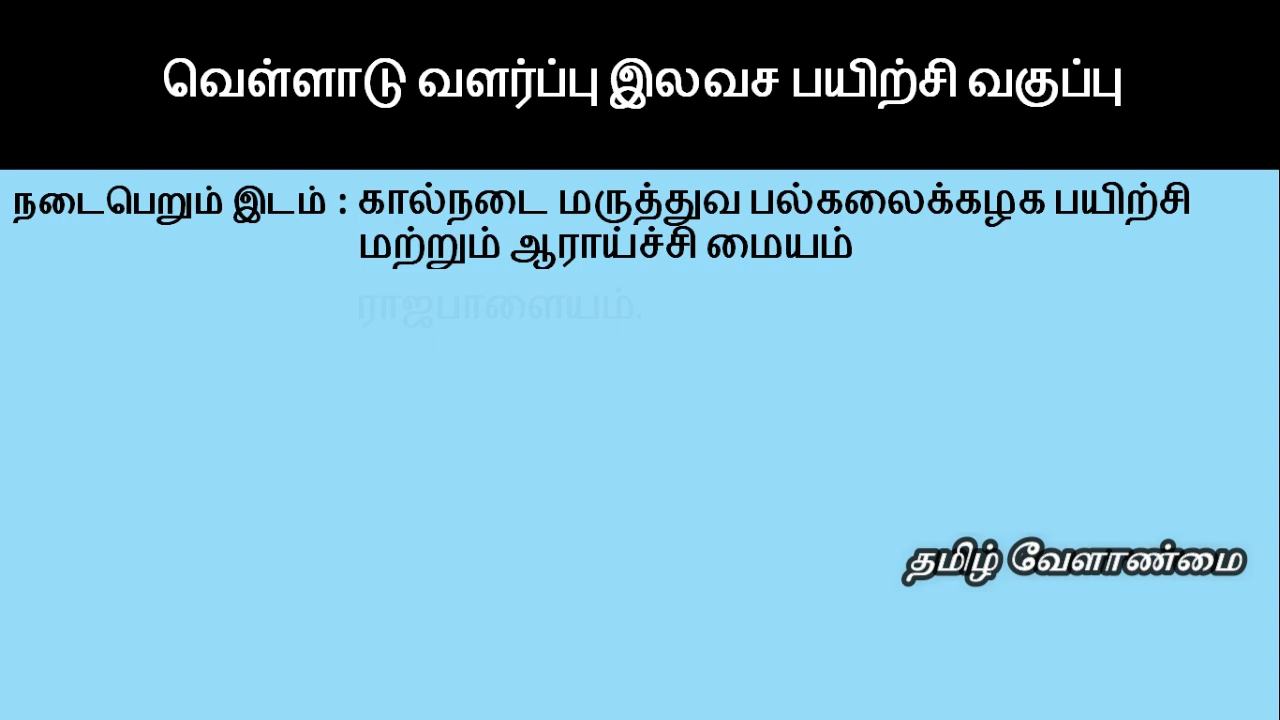 வெள்ளாடு வளர்ப்பு இலவச பயிற்சி வகுப்பு
நடைபெறும் இடம் : கால்நடை மருத்துவ பல்கலைக்கழக பயிற்சி
மற்றும் ஆராய்ச்சி மையம்
ராஜபாளையம்.
தமிழ் வேளாண்மை